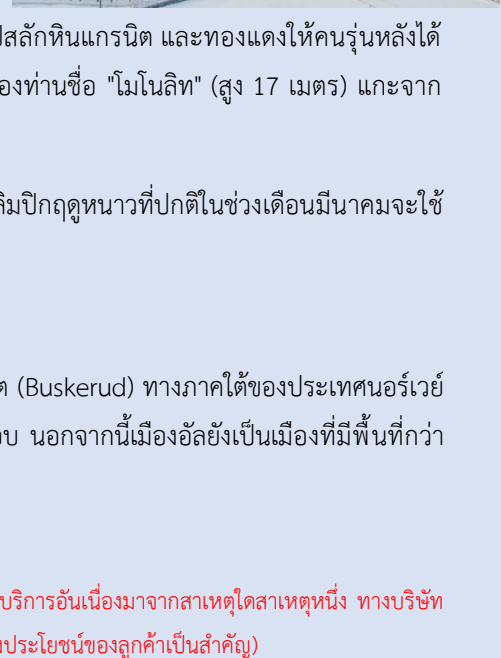 สลักหินแกรนิต และทองแดงให้คนรุ่นหลังได้
องท่านชื่อ "โมโนลิท" (สูง 17 เมตร) แกะจาก
ลิมปิกฤดูหนาวที่ปกติในช่วงเดือนมีนาคมจะใช้
(Buskerud) ทางภาคใต้ของประเทศนอร์เวย์
นอกจากนี้เมืองอัลยังเป็นเมืองที่มีพื้นที่กว่า
บริการอันเนื่องมาจากสาเหตุใดสาเหตุหนึ่ง ทางบริษัท
ประโยชน์ของลูกค้าเป็นสำคัญ)